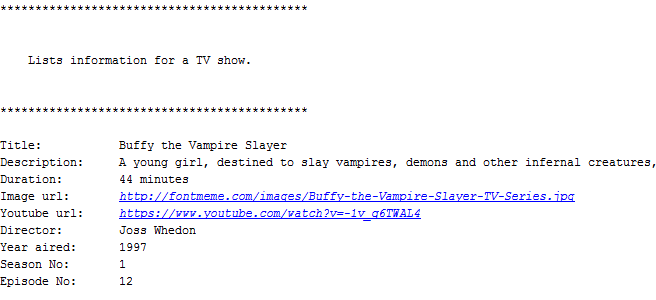 ********************************************
Lists information for a TV show.
********************************************
Title: Buffy the Vampire Slayer
Description: A young girl, destined to slay vampires, demons and other infernal creatures,
Duration: 44 minutes
Image url: http://fontmeme.com/images/Buffy-the-Vampire-Slayer-TV-Series.jpg
Youtube url: https://www.youtube.com/watch?v=-1v_q6TWAL4
Director: Joss Whedon
Year aired: 1997
Season No: 1
Episode No: 12